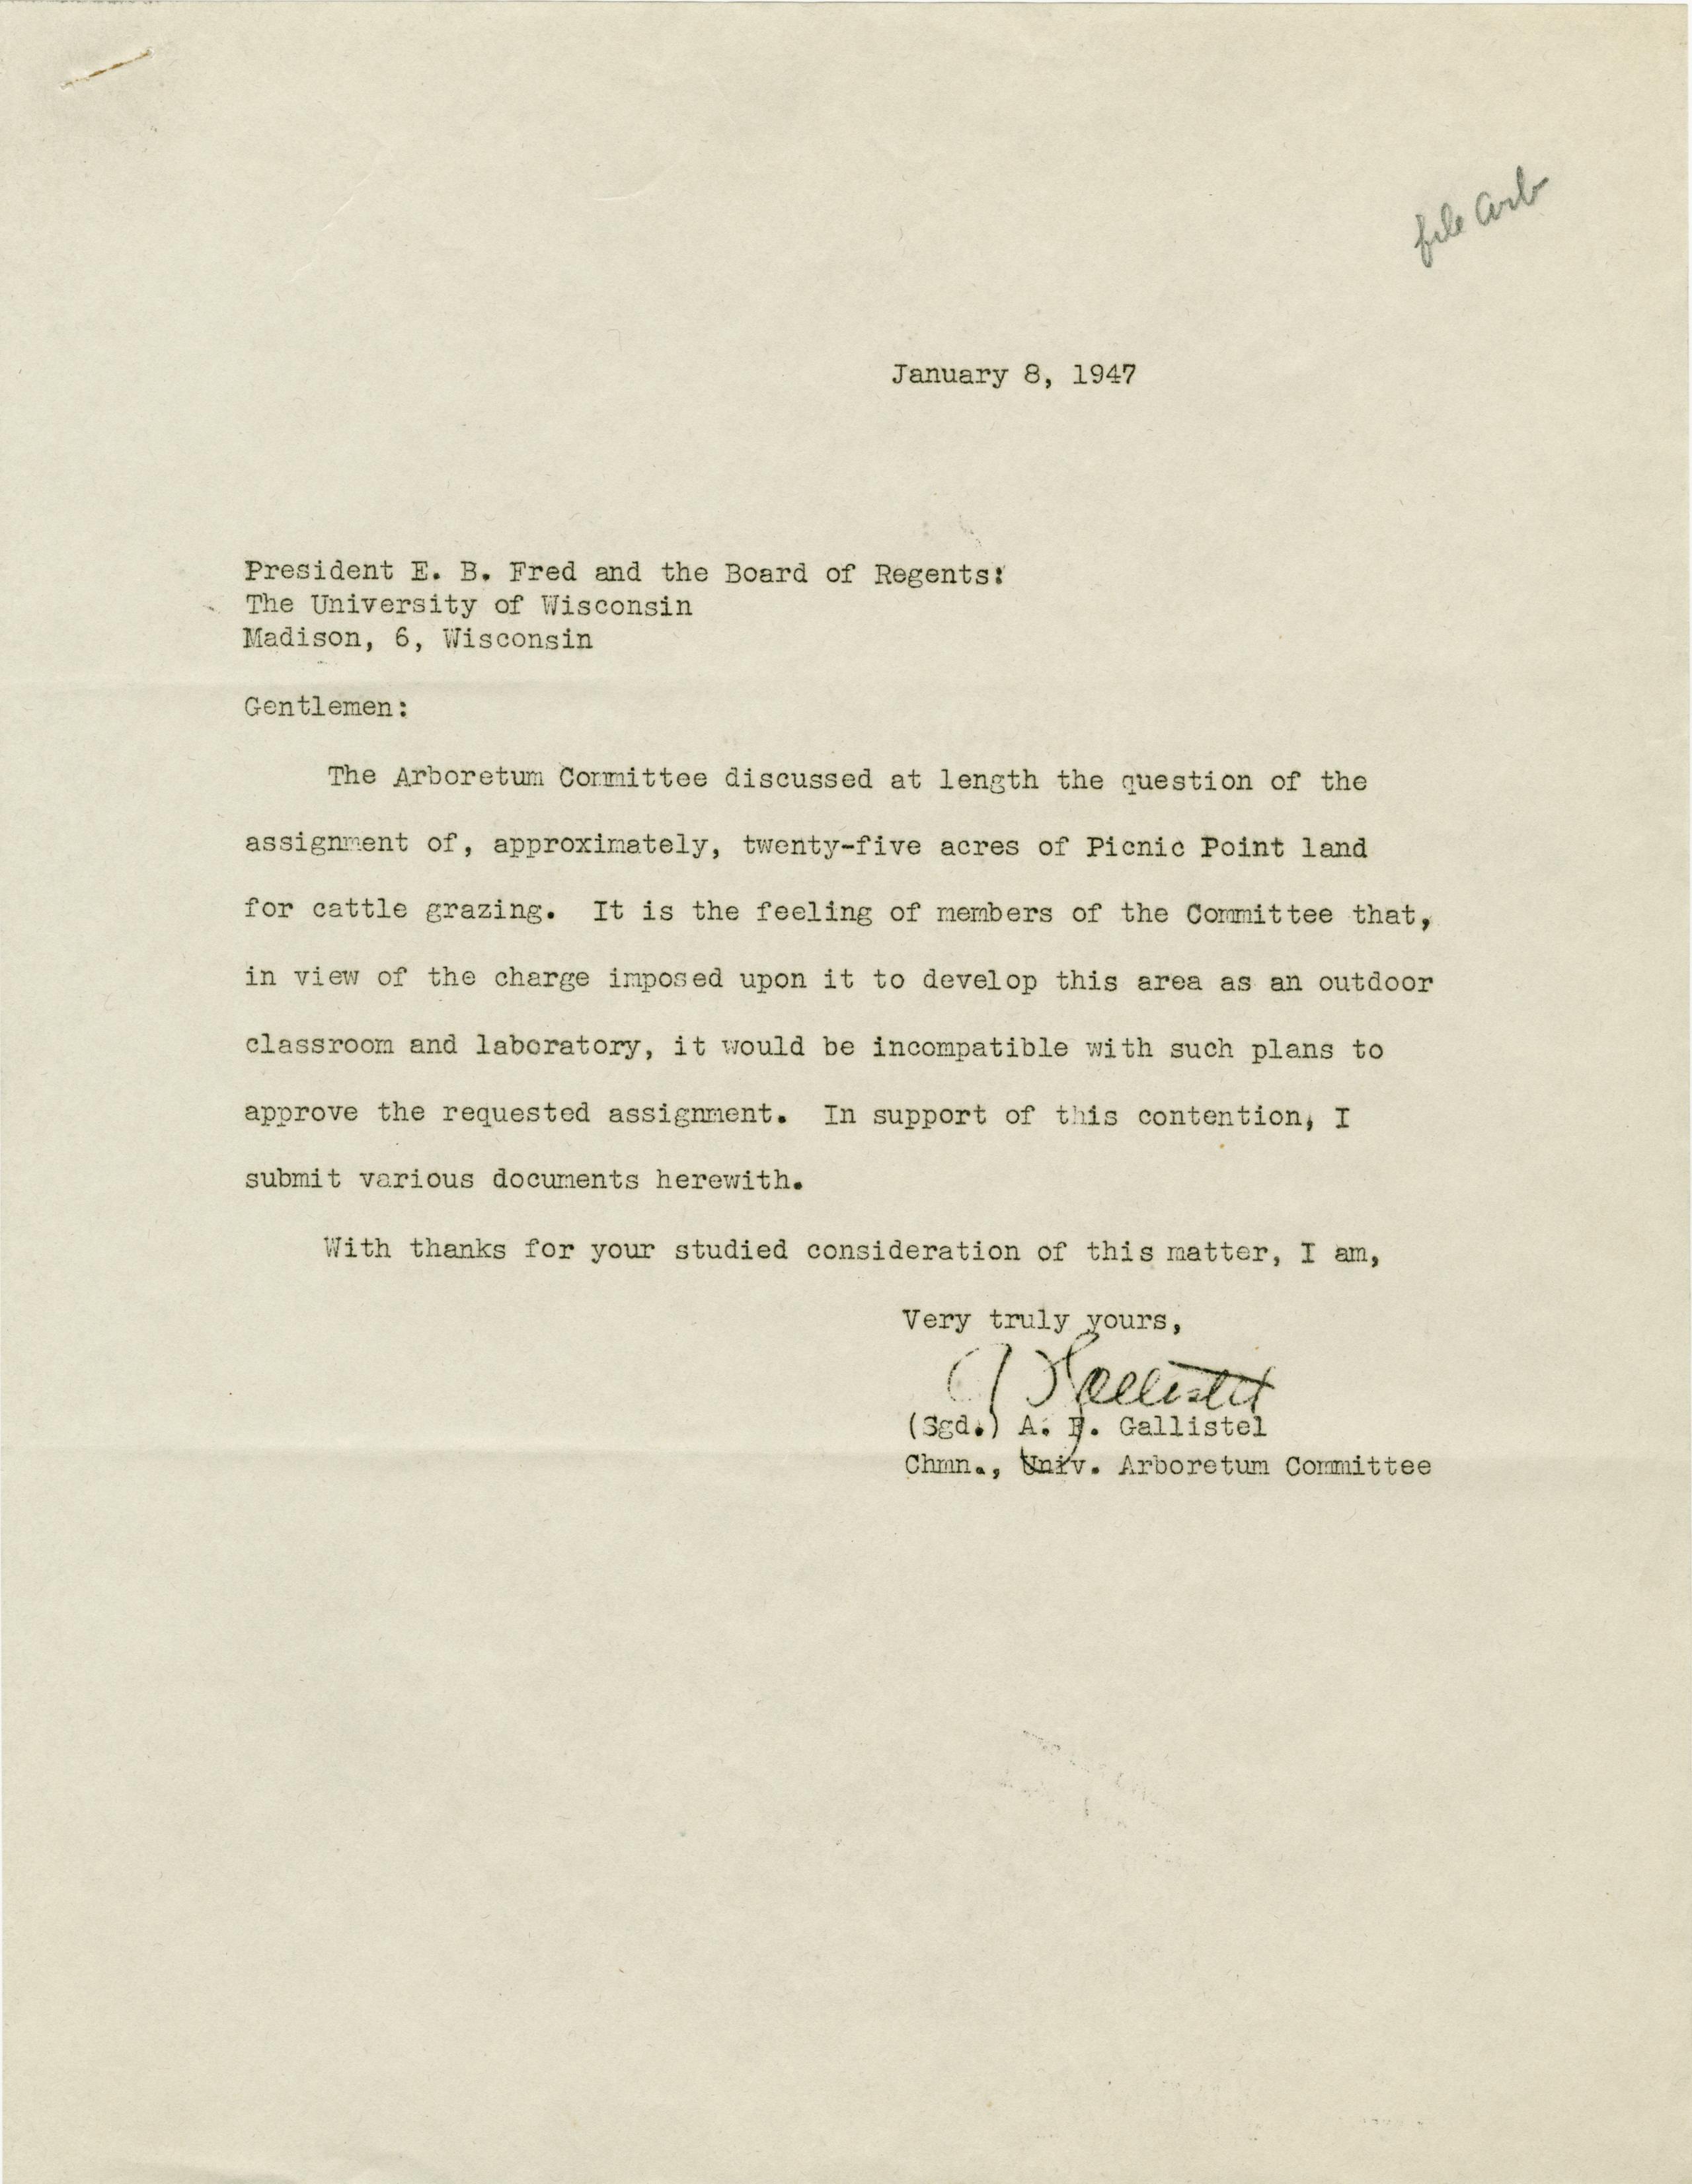 file Arb
January 8, 1947
President E. B. Fred and the Board of Regents:
The University of Wisconsin
Madison, 6, Wisconsin
Gentlemen:
The Arboretum Committee discussed at length the question of the
assignment of, approximately, twenty-five acres of Picnic Point land
for cattle grazing. It is the feeling of members of the Committee that,
in view of the charge imposed upon it to develop this area as an outdoor
classroom and laboratory, it would be incompatible with such plans to
approve the requested assignment. In support of this contention, I
submit various documents herewith.
With thanks for your studied consideration of this matter, I am,
Very truly yours,
A F Gallistel
(Sgd.) A. F. Gallistel
Chmn., Univ. Arboretum Committee